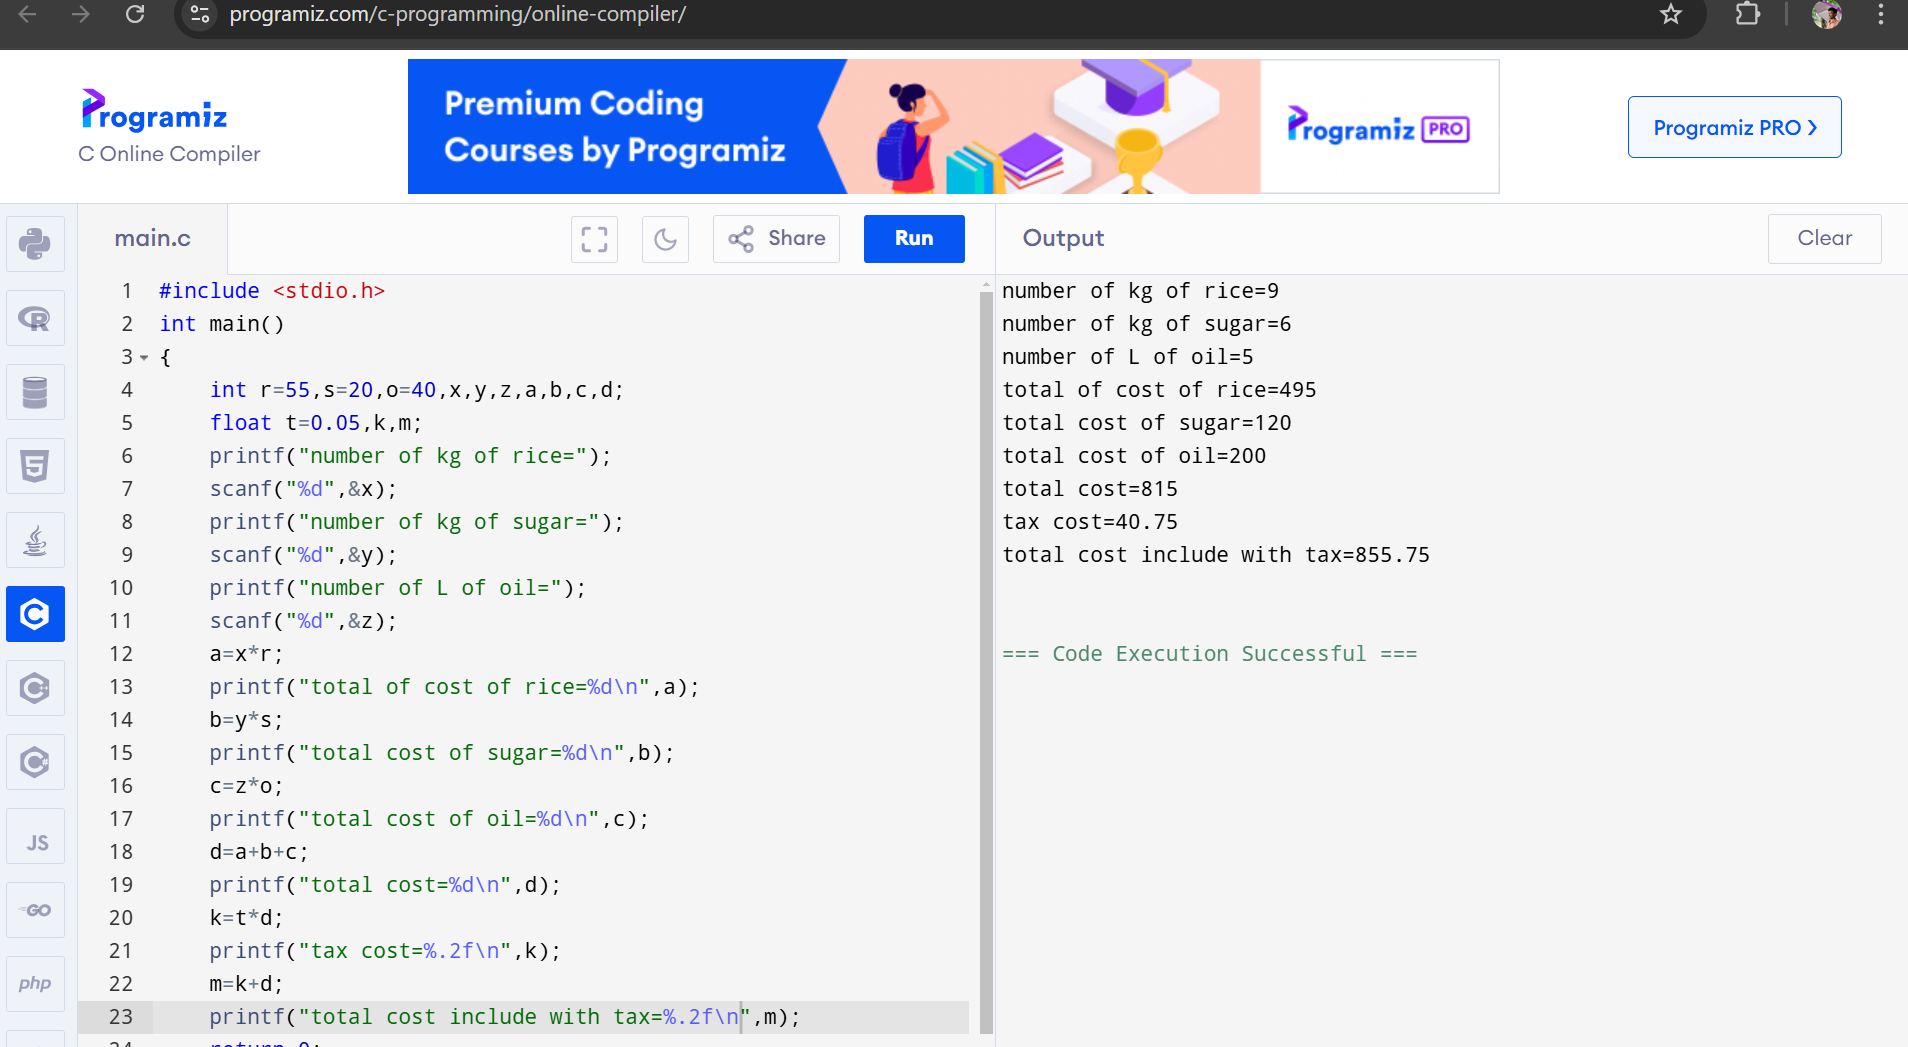 programiz.com/c-programming/online-compiler/
Programiz
C Online Compiler
Premium Coding
Courses by Programiz
Programiz PRO
Programiz PRO ❯
main.c
Share
Run
Output
Clear
1 #include <stdio.h>
2 int main()
3 {
4 int r=55,s=20,o=40,x,y,z,a,b,c,d;
5 float t=0.05,k,m;
6 printf("number of kg of rice=");
7 scanf("%d",&x);
8 printf("number of kg of sugar=");
9 scanf("%d",&y);
10 printf("number of L of oil=");
11 scanf("%d",&z);
12 a=x*r;
13 printf("total of cost of rice=%d\n",a);
14 b=y*s;
15 printf("total cost of sugar=%d\n",b);
16 c=z*o;
17 printf("total cost of oil=%d\n",c);
18 d=a+b+c;
19 printf("total cost=%d\n",d);
20 k=t*d;
21 printf("tax cost=%.2f\n",k);
22 m=k+d;
23 printf("total cost include with tax=%.2f\n",m);
24 return 0;
number of kg of rice=9
number of kg of sugar=6
number of L of oil=5
total of cost of rice=495
total cost of sugar=120
total cost of oil=200
total cost=815
tax cost=40.75
total cost include with tax=855.75
=== Code Execution Successful ===
R
5
C
C
C
JS
GO
php